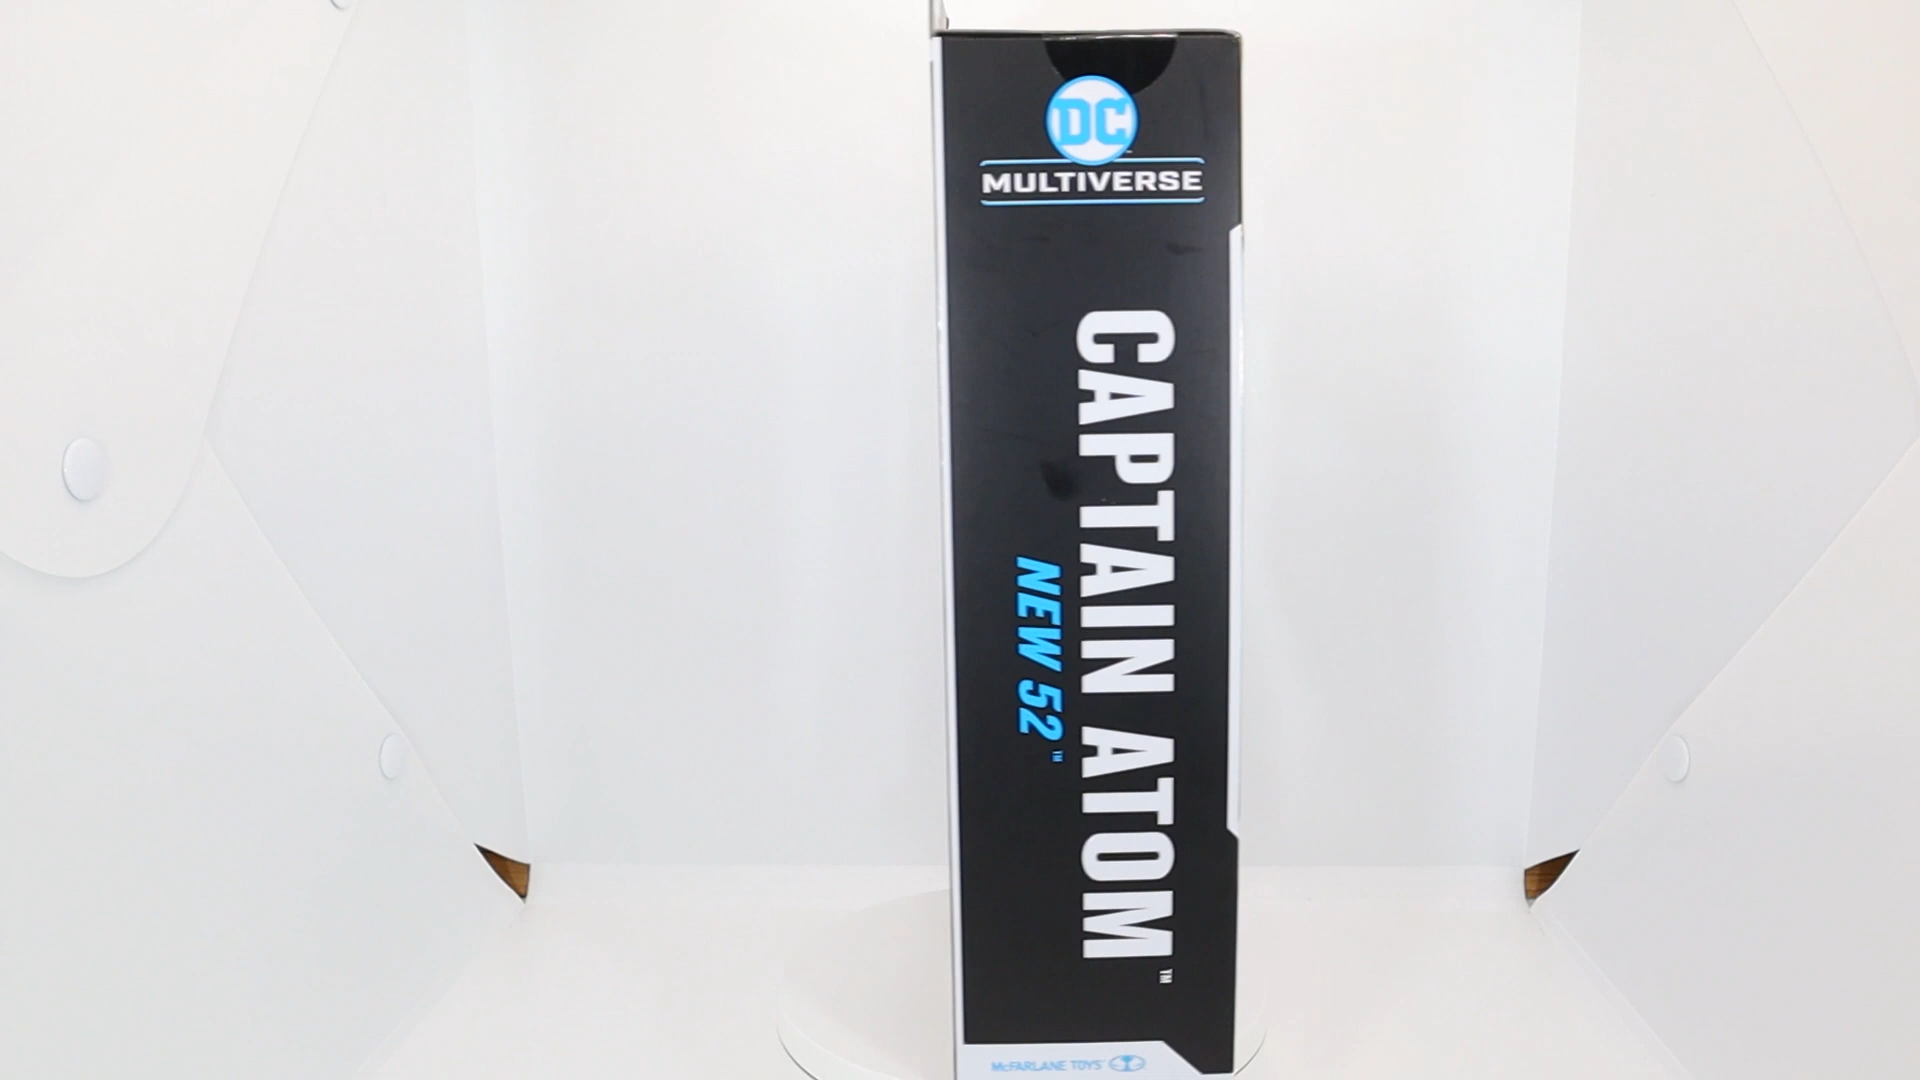 DC
MULTIVERSE
CAPTAIN ATOM™
NEW 52™
McFARLANE TOYS